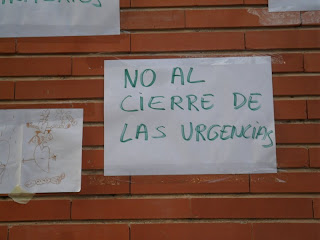 NO AL
CIERRE DE
LAS URGENCIAS